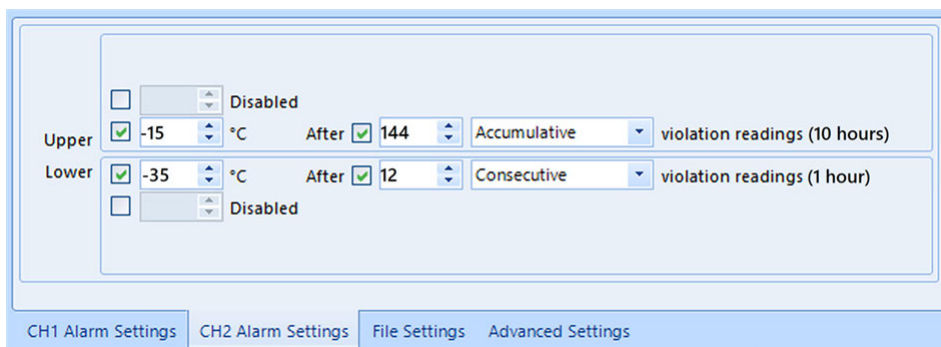 Disabled
Upper -15 °C After 144 Accumulative violation readings (10 hours)
Lower -35 °C After 12 Consecutive violation readings (1 hour)
Disabled
CH1 Alarm Settings CH2 Alarm Settings File Settings Advanced Settings